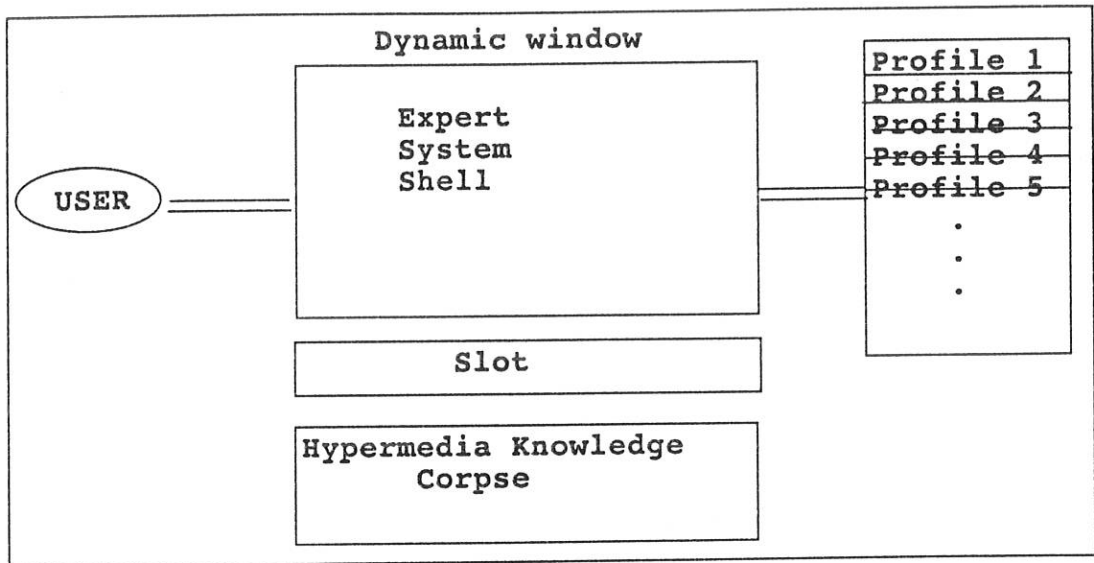 Dynamic window
Expert
System
Shell
USER
Profile 1
Profile 2
Profile 3
Profile 4
Profile 5
.
.
.
Slot
Hypermedia Knowledge
Corpse